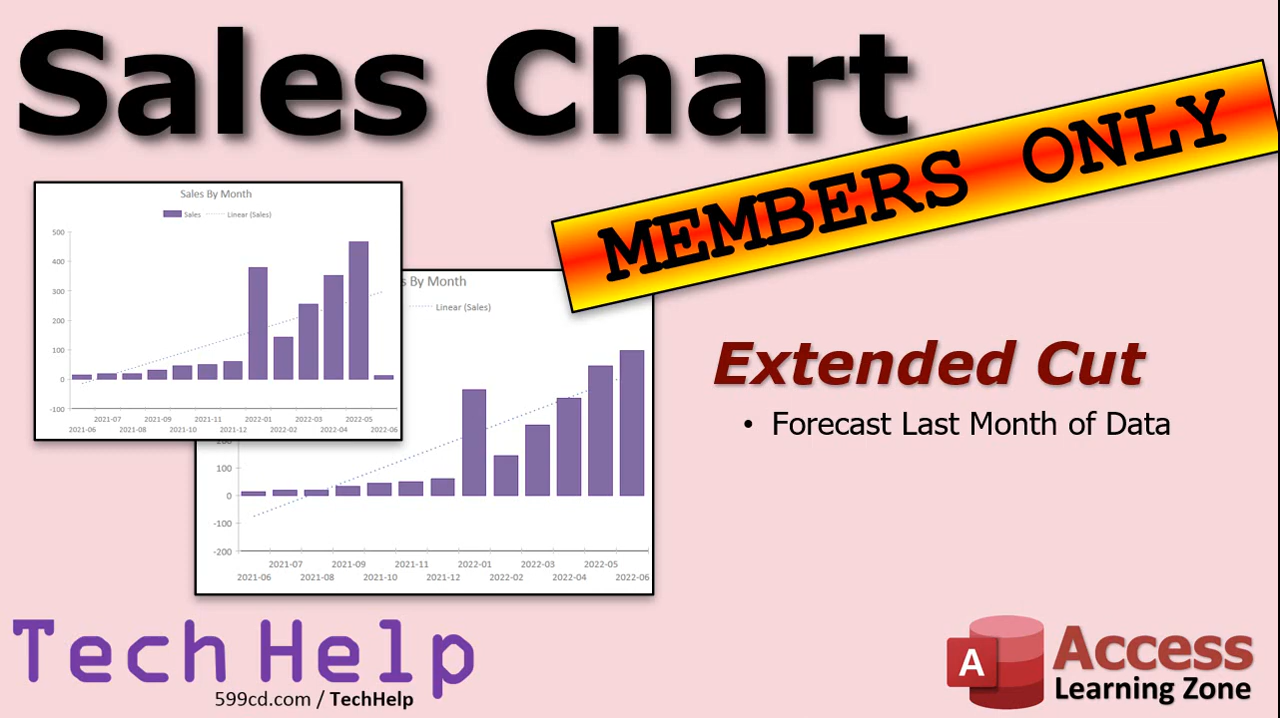 Sales Chart
MEMBERS ONLY
Sales By Month
Sales
Linear (Sales)
500
400
300
200
100
0
-100
2021-07 2021-09 2021-11 2022-01 2022-03 2022-05
2021-06 2021-08 2021-10 2021-12 2022-02 2022-04 2022-06
s By Month
Linear (Sales)
200
100
0
-100
-200
2021-07 2021-09 2021-11 2022-01 2022-03 2022-05
2021-06 2021-08 2021-10 2021-12 2022-02 2022-04 2022-06
Extended Cut
• Forecast Last Month of Data
Tech Help
599cd.com / TechHelp
A
Access
Learning Zone